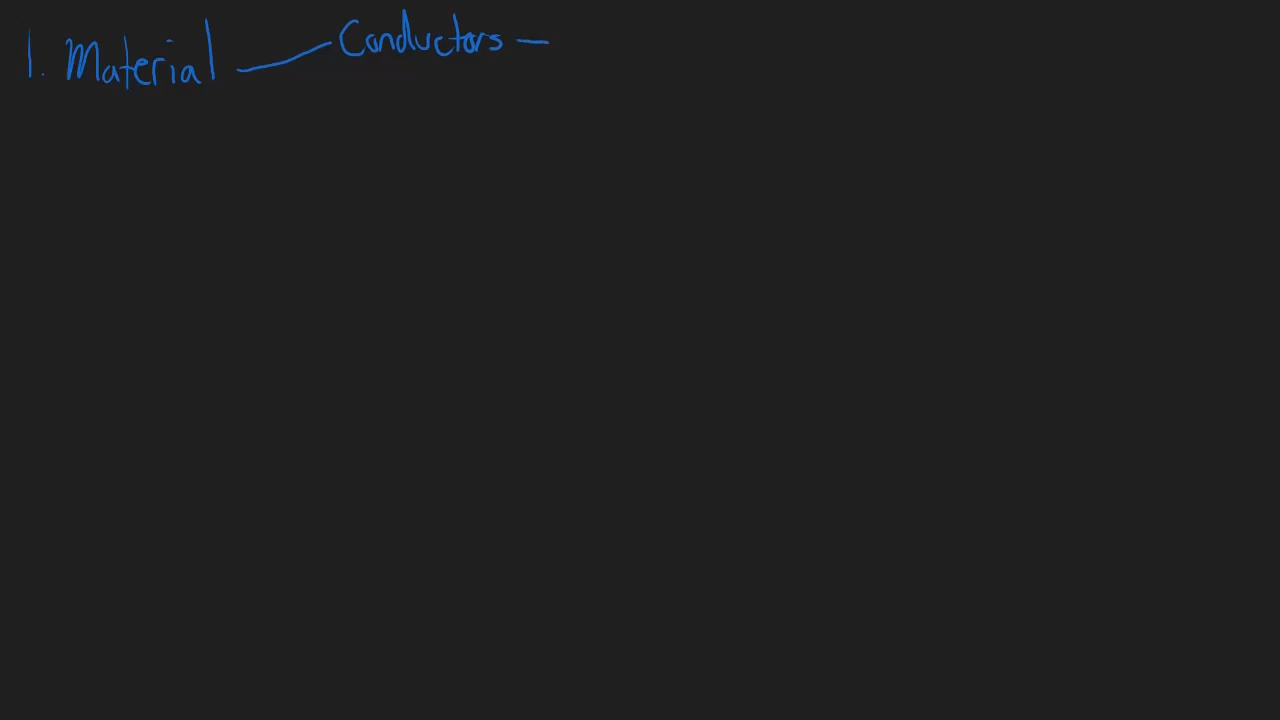 1. Material — Conductors —